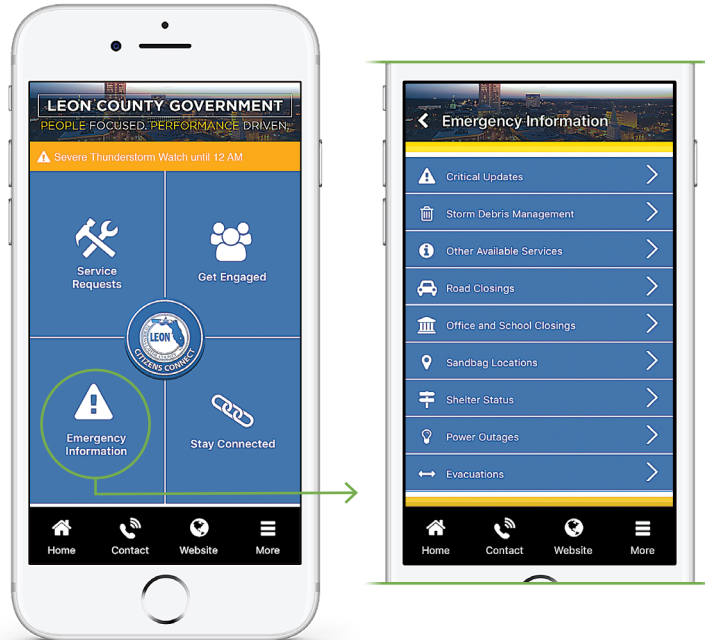 LEON COUNTY GOVERNMENT
PEOPLE FOCUSED. PERFORMANCE DRIVEN.
Severe Thunderstorm Watch until 12 AM
Service
Requests
Get Engaged
LEON
CITIZENS CONNECT
Emergency
Information
Stay Connected
Home
Contact
Website
More
Emergency Information
Critical Updates
Storm Debris Management
Other Available Services
Road Closings
Office and School Closings
Sandbag Locations
Shelter Status
Power Outages
Evacuations
Home
Contact
Website
More